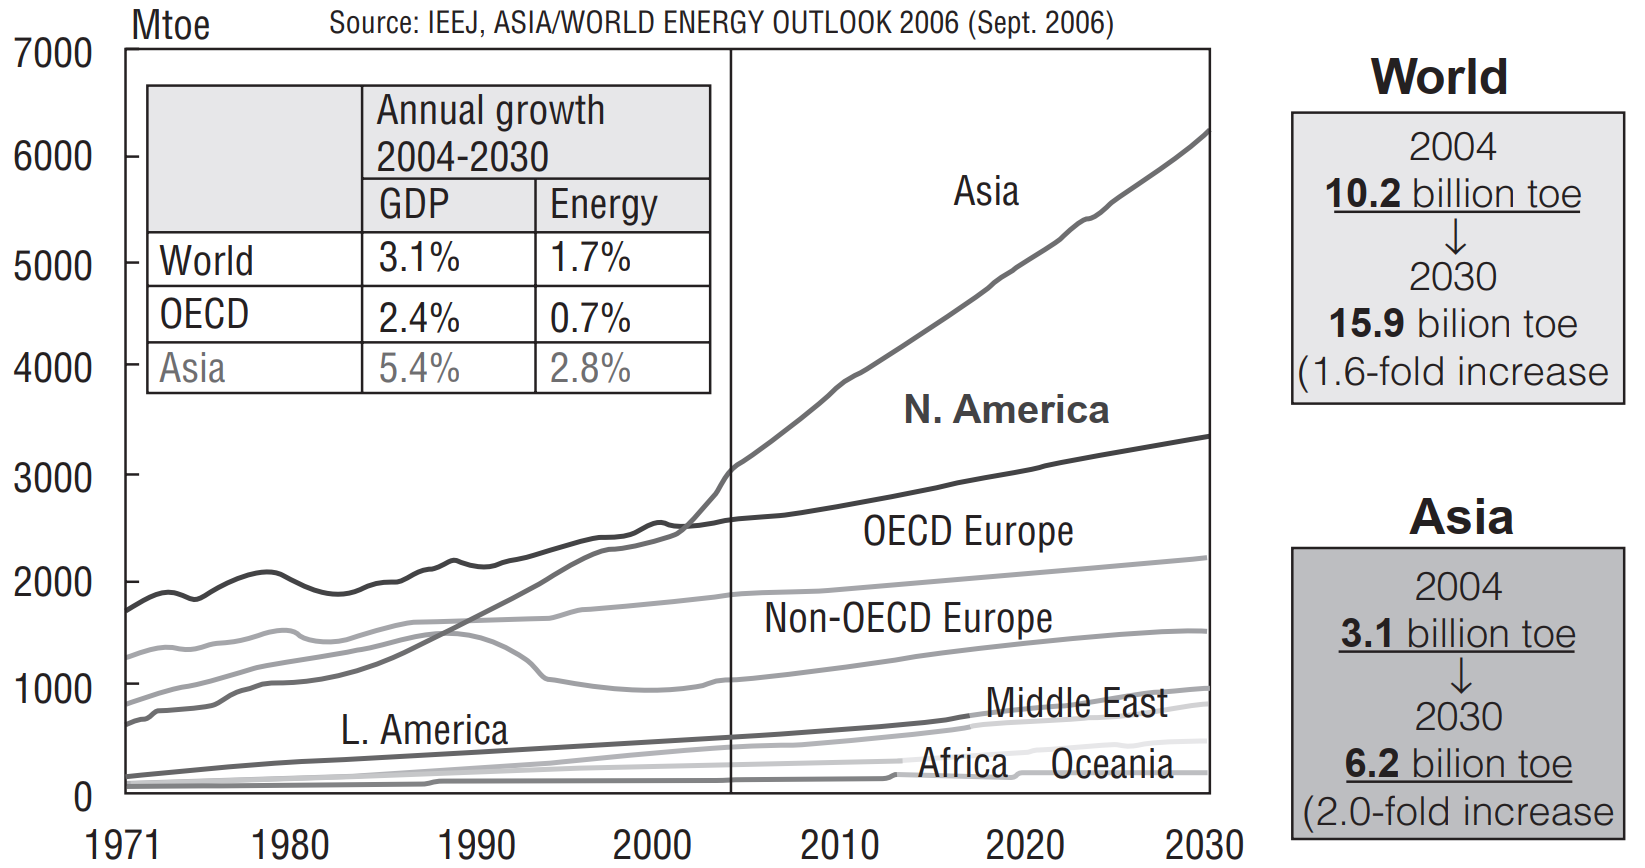 Mtoe
Source: IEEJ, ASIA/WORLD ENERGY OUTLOOK 2006 (Sept. 2006)
7000
6000
5000
4000
3000
2000
1000
0
Annual growth
2004-2030
GDP Energy
World 3.1% 1.7%
OECD 2.4% 0.7%
Asia 5.4% 2.8%
Asia
N. America
OECD Europe
Non-OECD Europe
Middle East
L. America
Africa
Oceania
1971 1980 1990 2000 2010 2020 2030
World
2004
10.2 billion toe
↓
2030
15.9 bilion toe
(1.6-fold increase
Asia
2004
3.1 billion toe
↓
2030
6.2 bilion toe
(2.0-fold increase